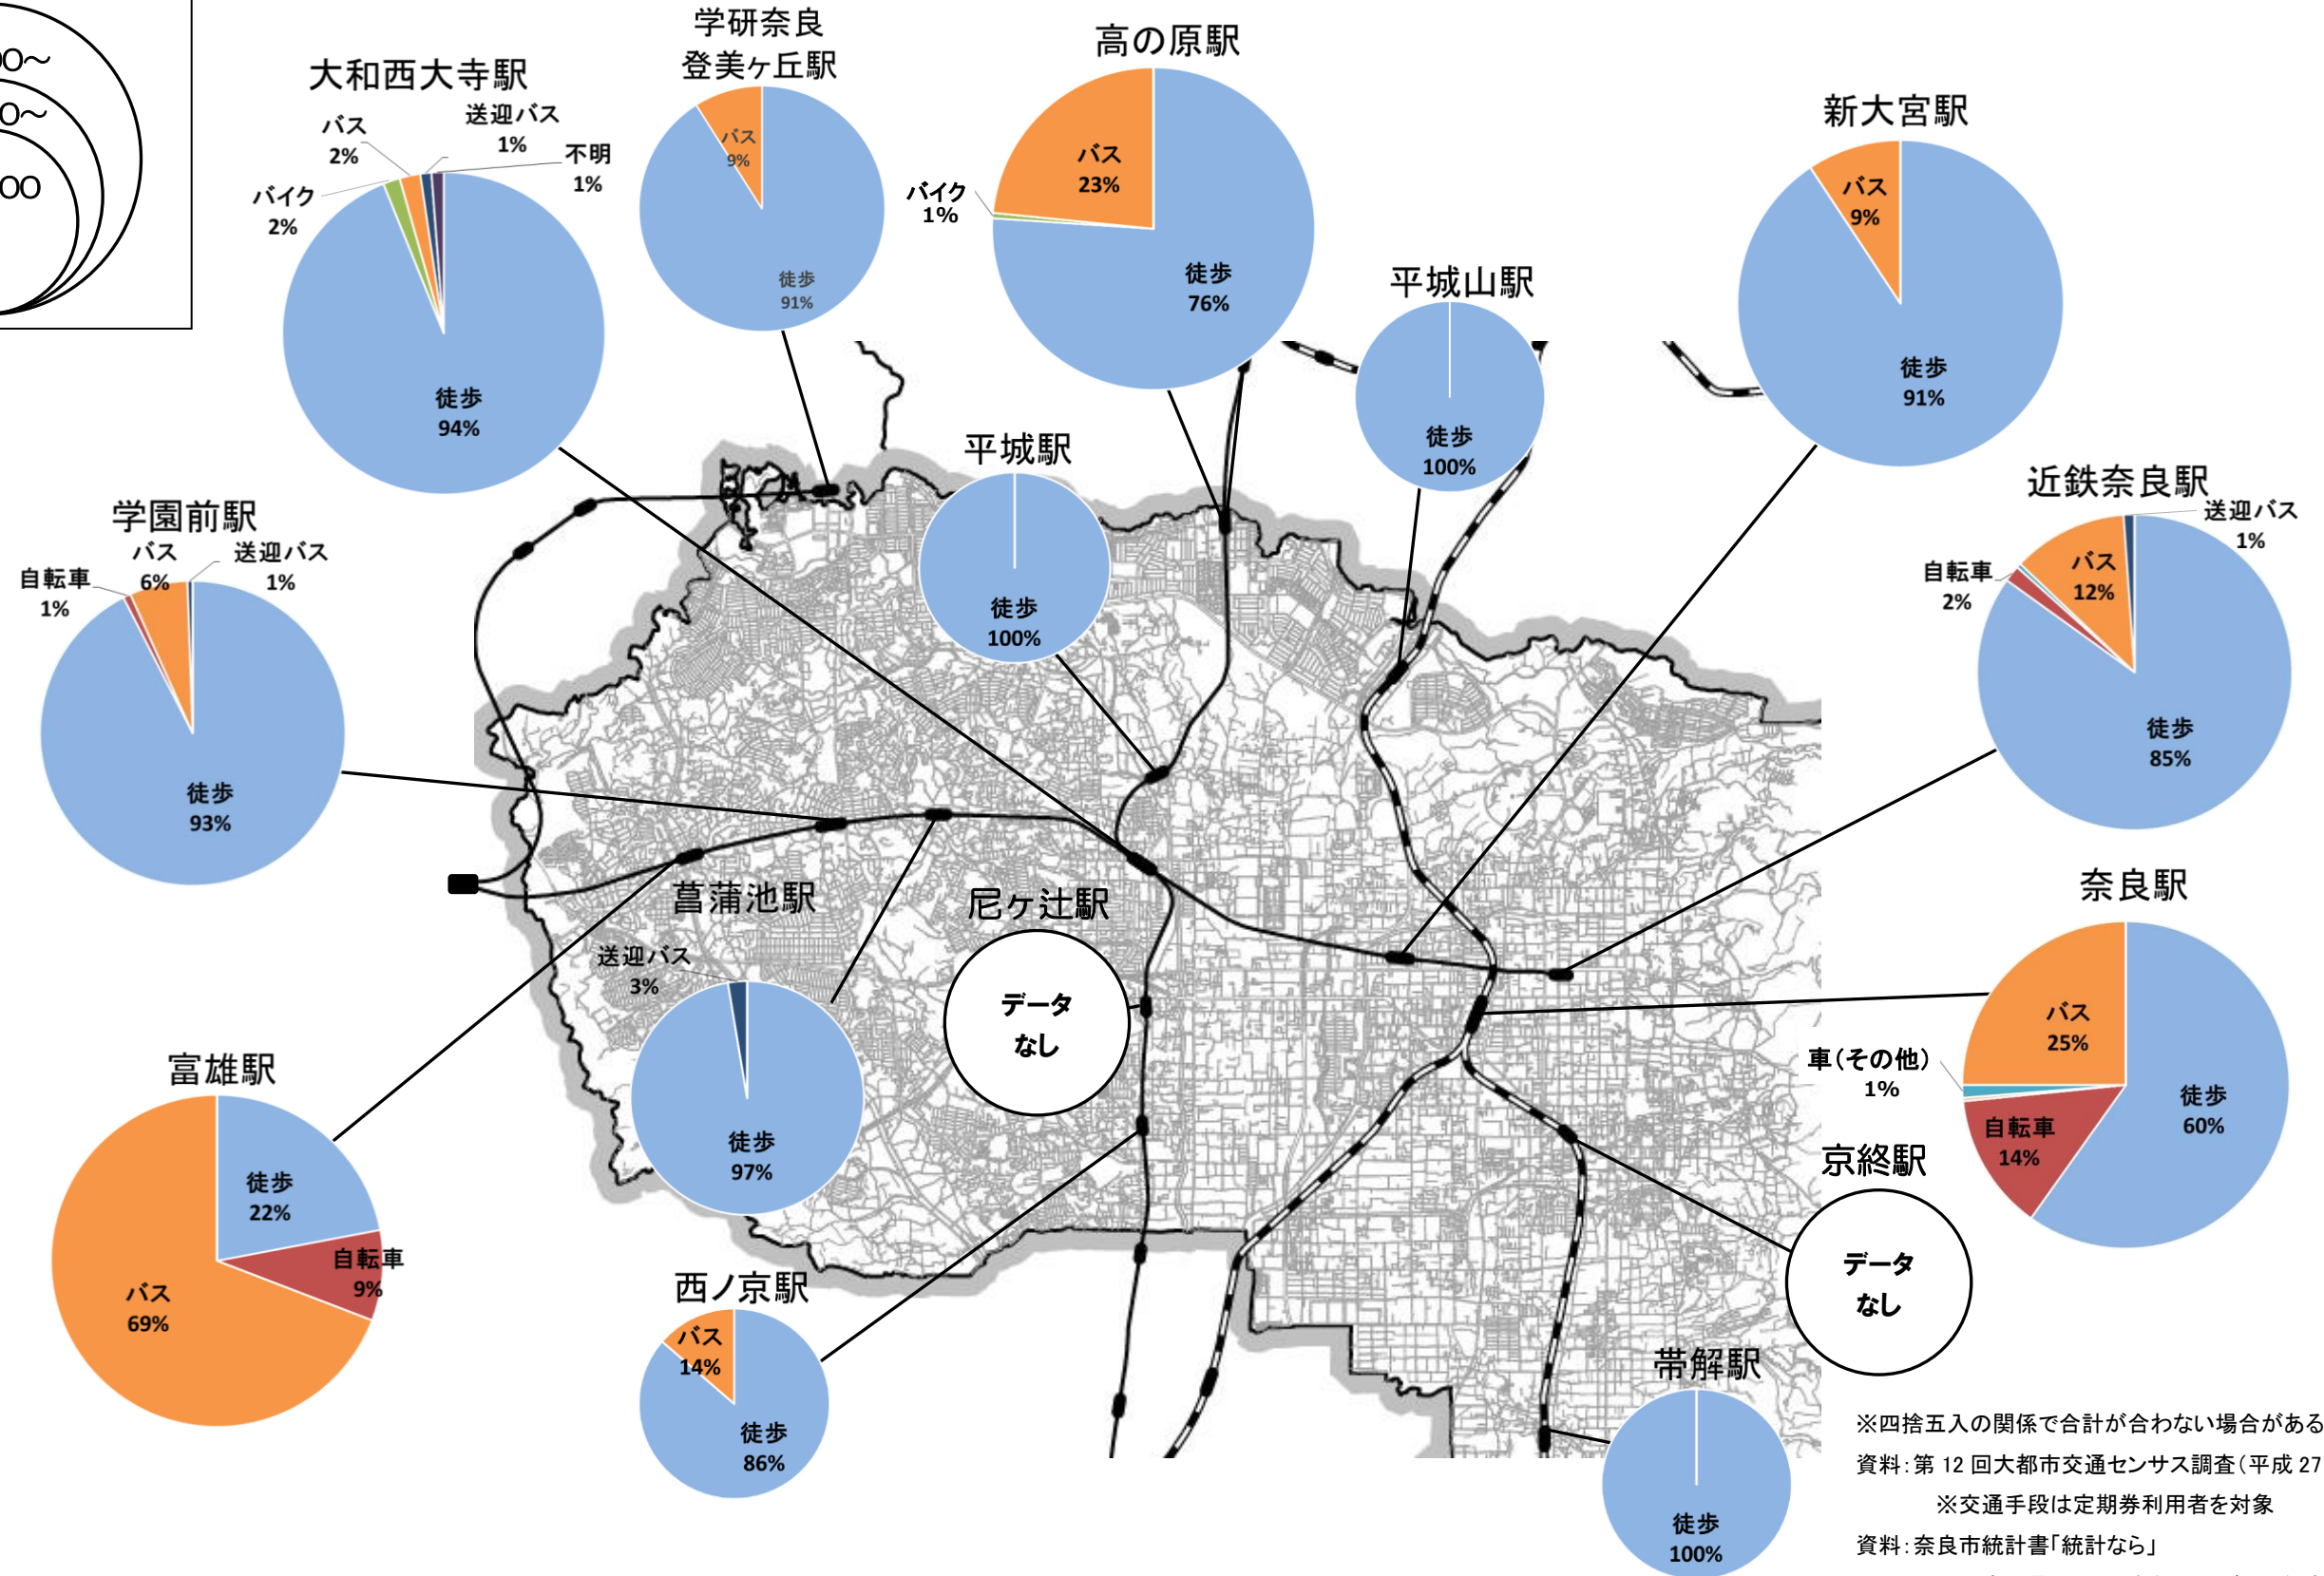 学研奈良
登美ヶ丘駅
バス
9%
徒歩
91%
高の原駅
バス
23%
バイク
1%
徒歩
76%
大和西大寺駅
バス
2%
送迎バス
1%
不明
1%
バイク
2%
徒歩
94%
新大宮駅
バス
9%
徒歩
91%
平城山駅
徒歩
100%
平城駅
徒歩
100%
近鉄奈良駅
送迎バス
1%
自転車
2%
バス
12%
徒歩
85%
学園前駅
自転車
1%
バス
6%
送迎バス
1%
徒歩
93%
菖蒲池駅
送迎バス
3%
徒歩
97%
尼ヶ辻駅
データ
なし
奈良駅
バス
25%
車(その他)
1%
自転車
14%
徒歩
60%
富雄駅
徒歩
22%
自転車
9%
バス
69%
京終駅
データ
なし
西ノ京駅
バス
14%
徒歩
86%
帯解駅
徒歩
100%
※四捨五入の関係で合計が合わない場合がある
資料:第 12 回大都市交通センサス調査(平成 27
※交通手段は定期券利用者を対象
資料:奈良市統計書「統計なら」